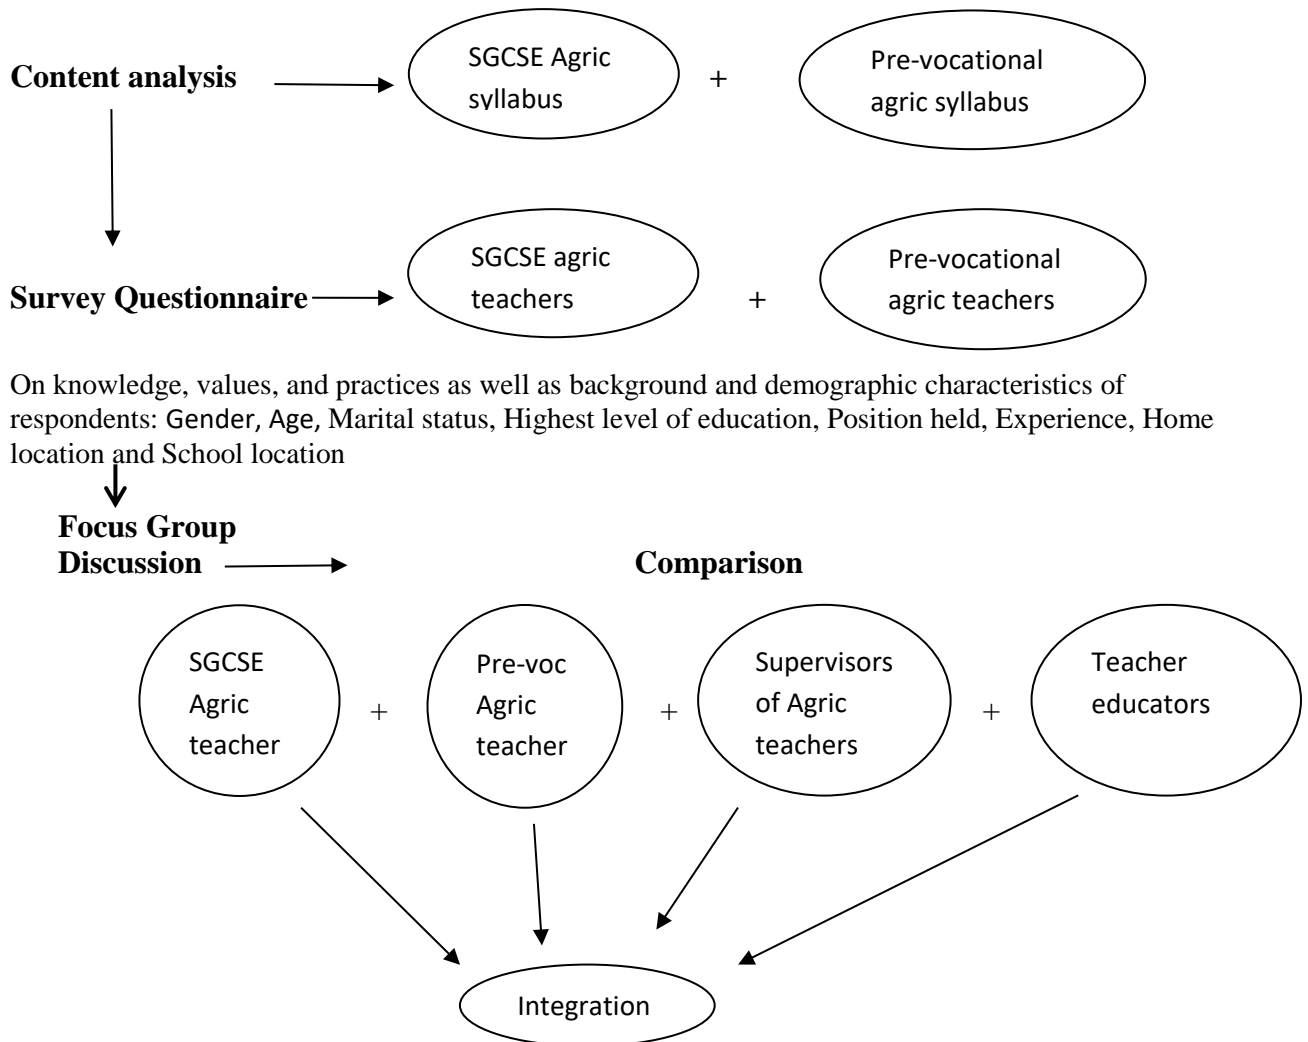 SGCSE Agric
syllabus
Content analysis
+
Pre-vocational
agric syllabus
SGCSE agric
teachers
Survey Questionnaire
+
Pre-vocational
agric teachers
On knowledge, values, and practices as well as background and demographic characteristics of
respondents: Gender, Age, Marital status, Highest level of education, Position held, Experience, Home
location and School location
Focus Group
Discussion
Comparison
SGCSE
Agric
teacher
+
Pre-voc
Agric
teacher
+
Supervisors
of Agric
teachers
+
Teacher
educators
Integration